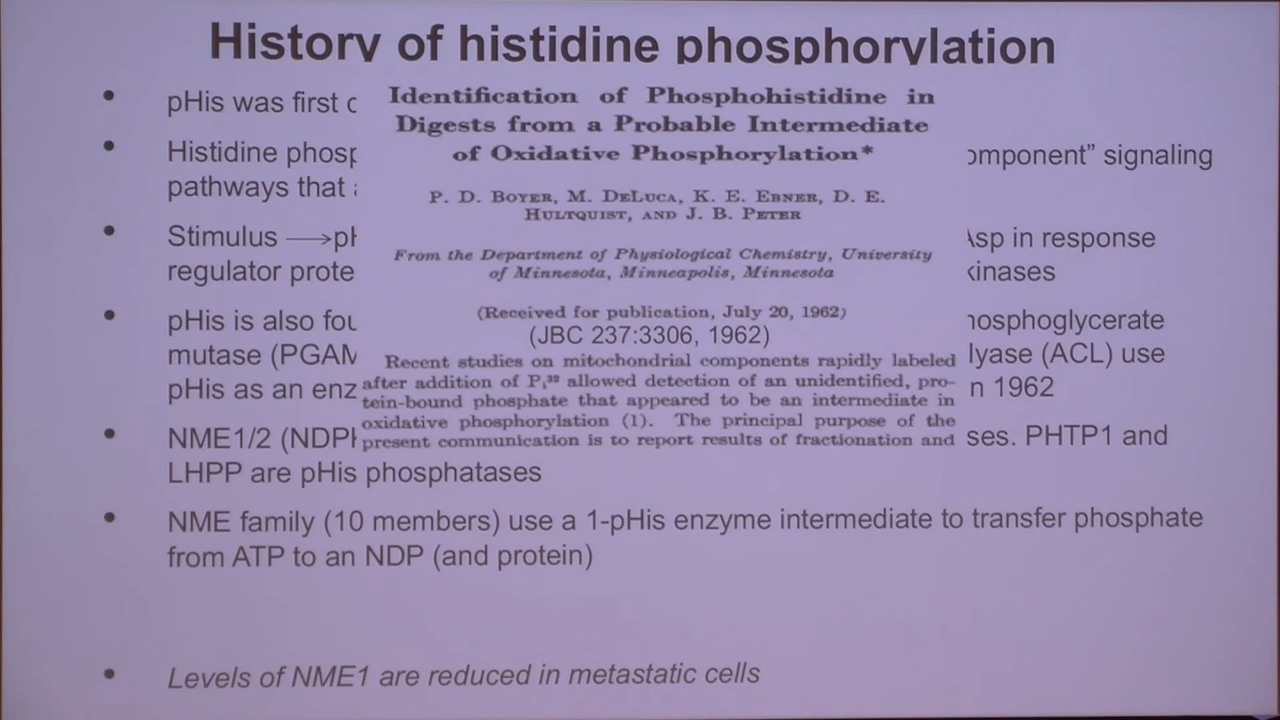 History of histidine phosphorylation
• pHis was first
Identification of Phosphohistidine in
Digests from a Probable Intermediate
of Oxidative Phosphorylation*
P. D. BOYER, M. DELUCA, K. E. EBNER, D. E.
HULTQUIST, AND J. B. PETER
From the Department of Physiological Chemistry, University
of Minnesota, Minneapolis, Minnesota
(Received for publication, July 20, 1962)
(JBC 237:3306, 1962)
Recent studies on mitochondrial components rapidly labeled
after addition of Pi³² allowed detection of an unidentified, pro-
tein-bound phosphate that appeared to be an intermediate in
oxidative phosphorylation (1). The principal purpose of the
present communication is to report results of fractionation and
• Histidine omponent” signaling
pathways that
• Stimulus ⟶ Asp in response
regulator kinases
• pHis is also phosphoglycerate
mutase lyase (ACL) use
pHis as an n 1962
• NME1/2 ses. PHTP1 and
LHPP are pHis phosphatases
• NME family (10 members) use a 1-pHis enzyme intermediate to transfer phosphate
from ATP to an NDP (and protein)
• Levels of NME1 are reduced in metastatic cells